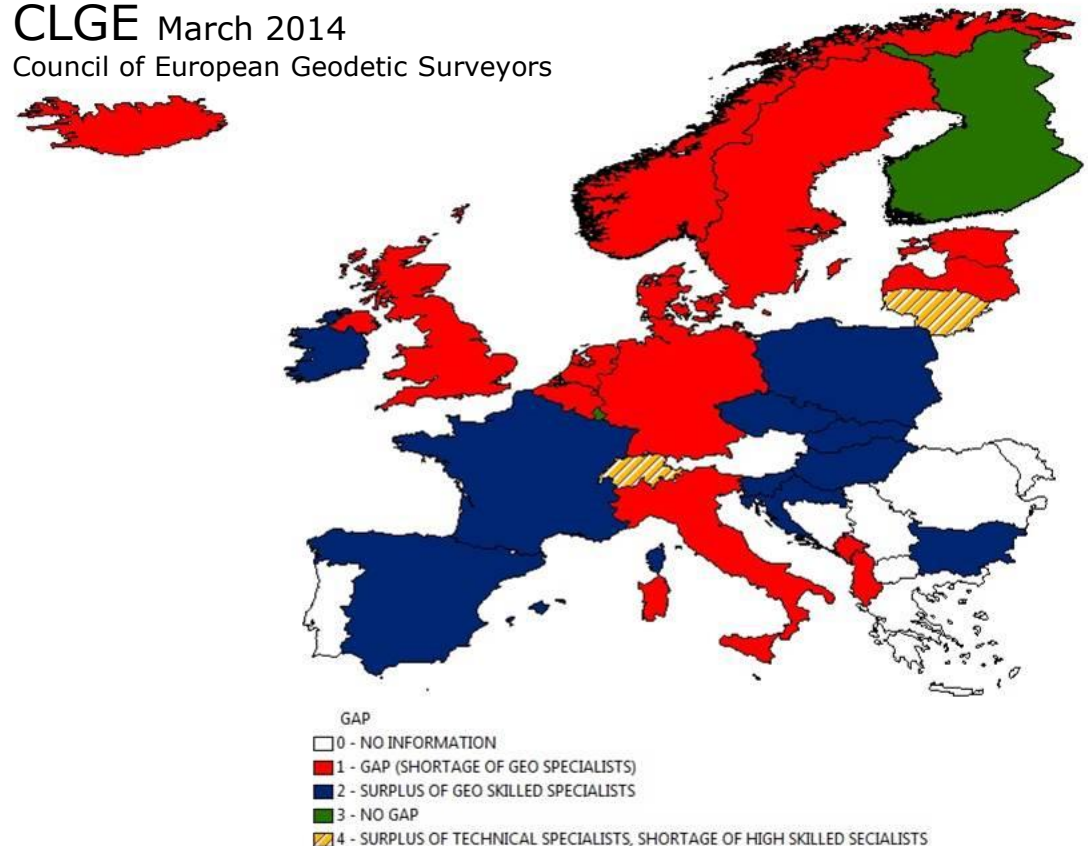 CLGE March 2014
Council of European Geodetic Surveyors
GAP
0 - NO INFORMATION
1 - GAP (SHORTAGE OF GEO SPECIALISTS)
2 - SURPLUS OF GEO SKILLED SPECIALISTS
3 - NO GAP
4 - SURPLUS OF TECHNICAL SPECIALISTS, SHORTAGE OF HIGH SKILLED SECIALISTS